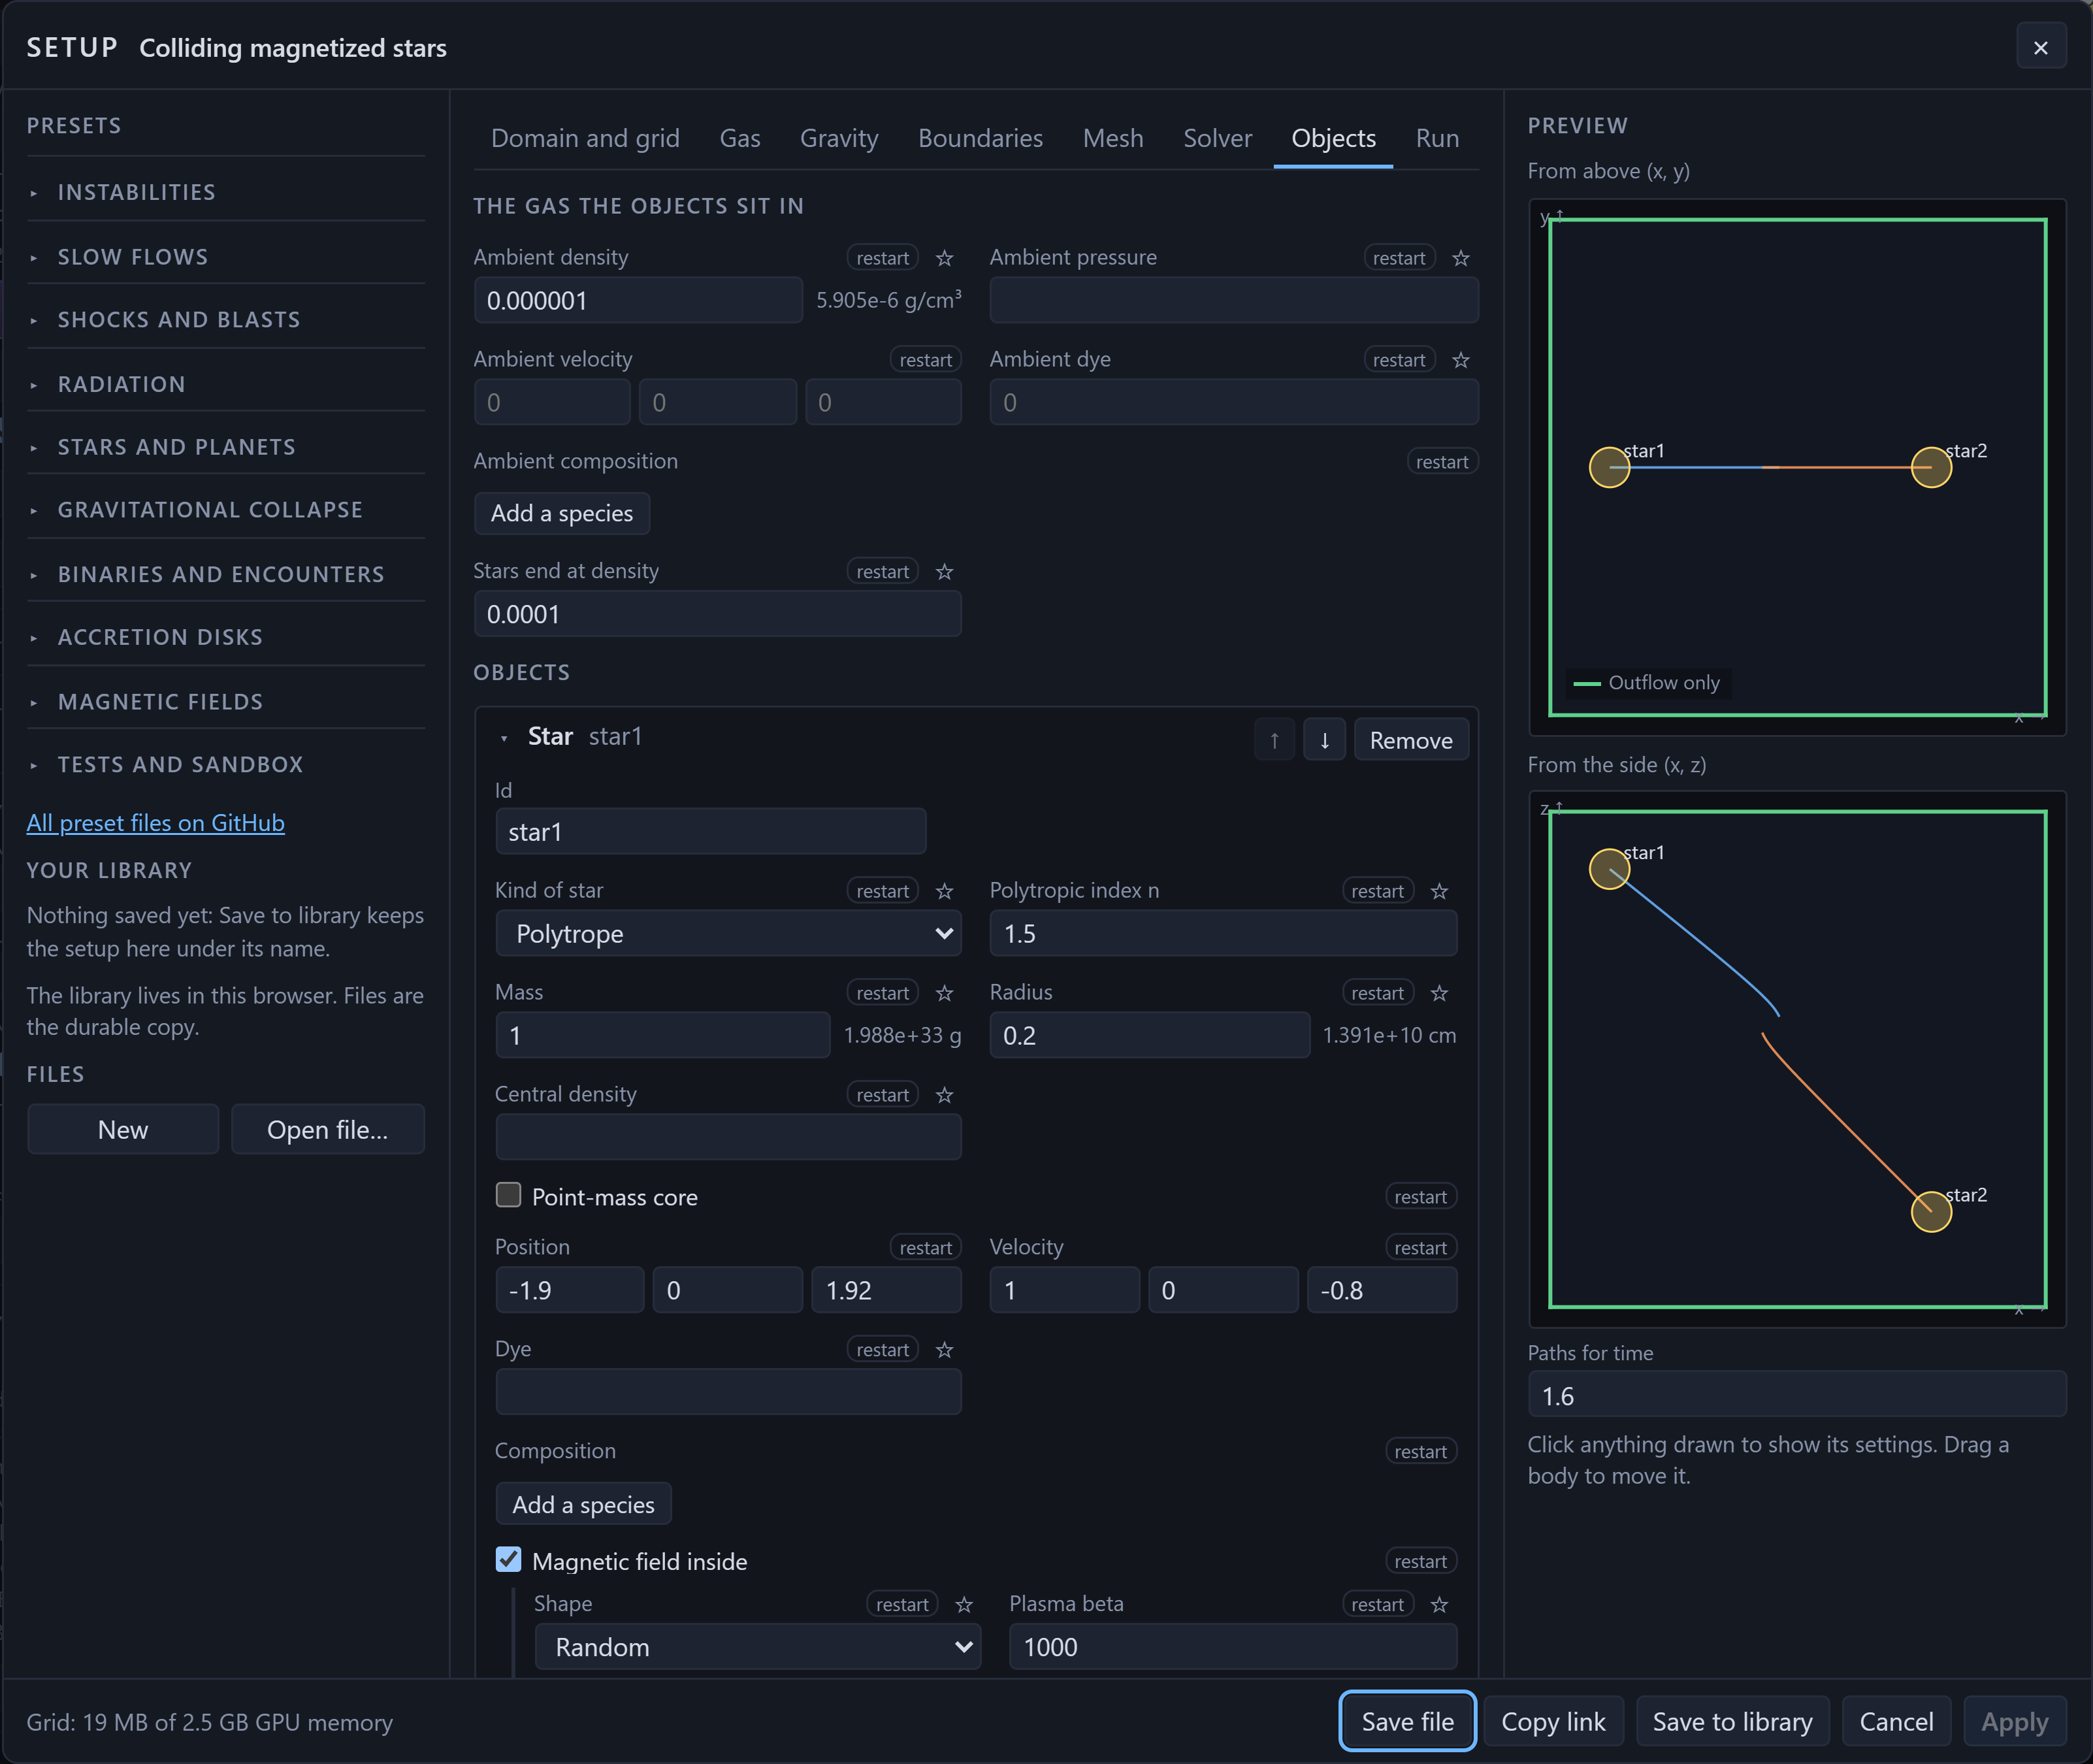 SETUP Colliding magnetized stars
×
PRESETS
INSTABILITIES
SLOW FLOWS
SHOCKS AND BLASTS
RADIATION
STARS AND PLANETS
GRAVITATIONAL COLLAPSE
BINARIES AND ENCOUNTERS
ACCRETION DISKS
MAGNETIC FIELDS
TESTS AND SANDBOX
All preset files on GitHub
YOUR LIBRARY
Nothing saved yet: Save to library keeps
the setup here under its name.
The library lives in this browser. Files are
the durable copy.
FILES
New Open file...
Domain and grid Gas Gravity Boundaries Mesh Solver Objects Run
THE GAS THE OBJECTS SIT IN
Ambient density restart ☆ Ambient pressure restart ☆
0.000001 5.905e-6 g/cm³
Ambient velocity restart Ambient dye restart ☆
0 0 0 0
Ambient composition restart
Add a species
Stars end at density restart ☆
0.0001
OBJECTS
Star star1 ↑ ↓ Remove
Id
star1
Kind of star restart ☆ Polytropic index n restart ☆
Polytrope 1.5
Mass restart ☆ Radius restart ☆
1 1.988e+33 g 0.2 1.391e+10 cm
Central density restart ☆
Point-mass core restart
Position restart Velocity restart
-1.9 0 1.92 1 0 -0.8
Dye restart ☆
Composition restart
Add a species
Magnetic field inside restart
Shape restart ☆ Plasma beta restart ☆
Random 1000
PREVIEW
From above (x, y)
y ↑
star1 star2
Outflow only
x →
From the side (x, z)
z ↑
star1
star2
x →
Paths for time
1.6
Click anything drawn to show its settings. Drag a
body to move it.
Grid: 19 MB of 2.5 GB GPU memory
Save file Copy link Save to library Cancel Apply